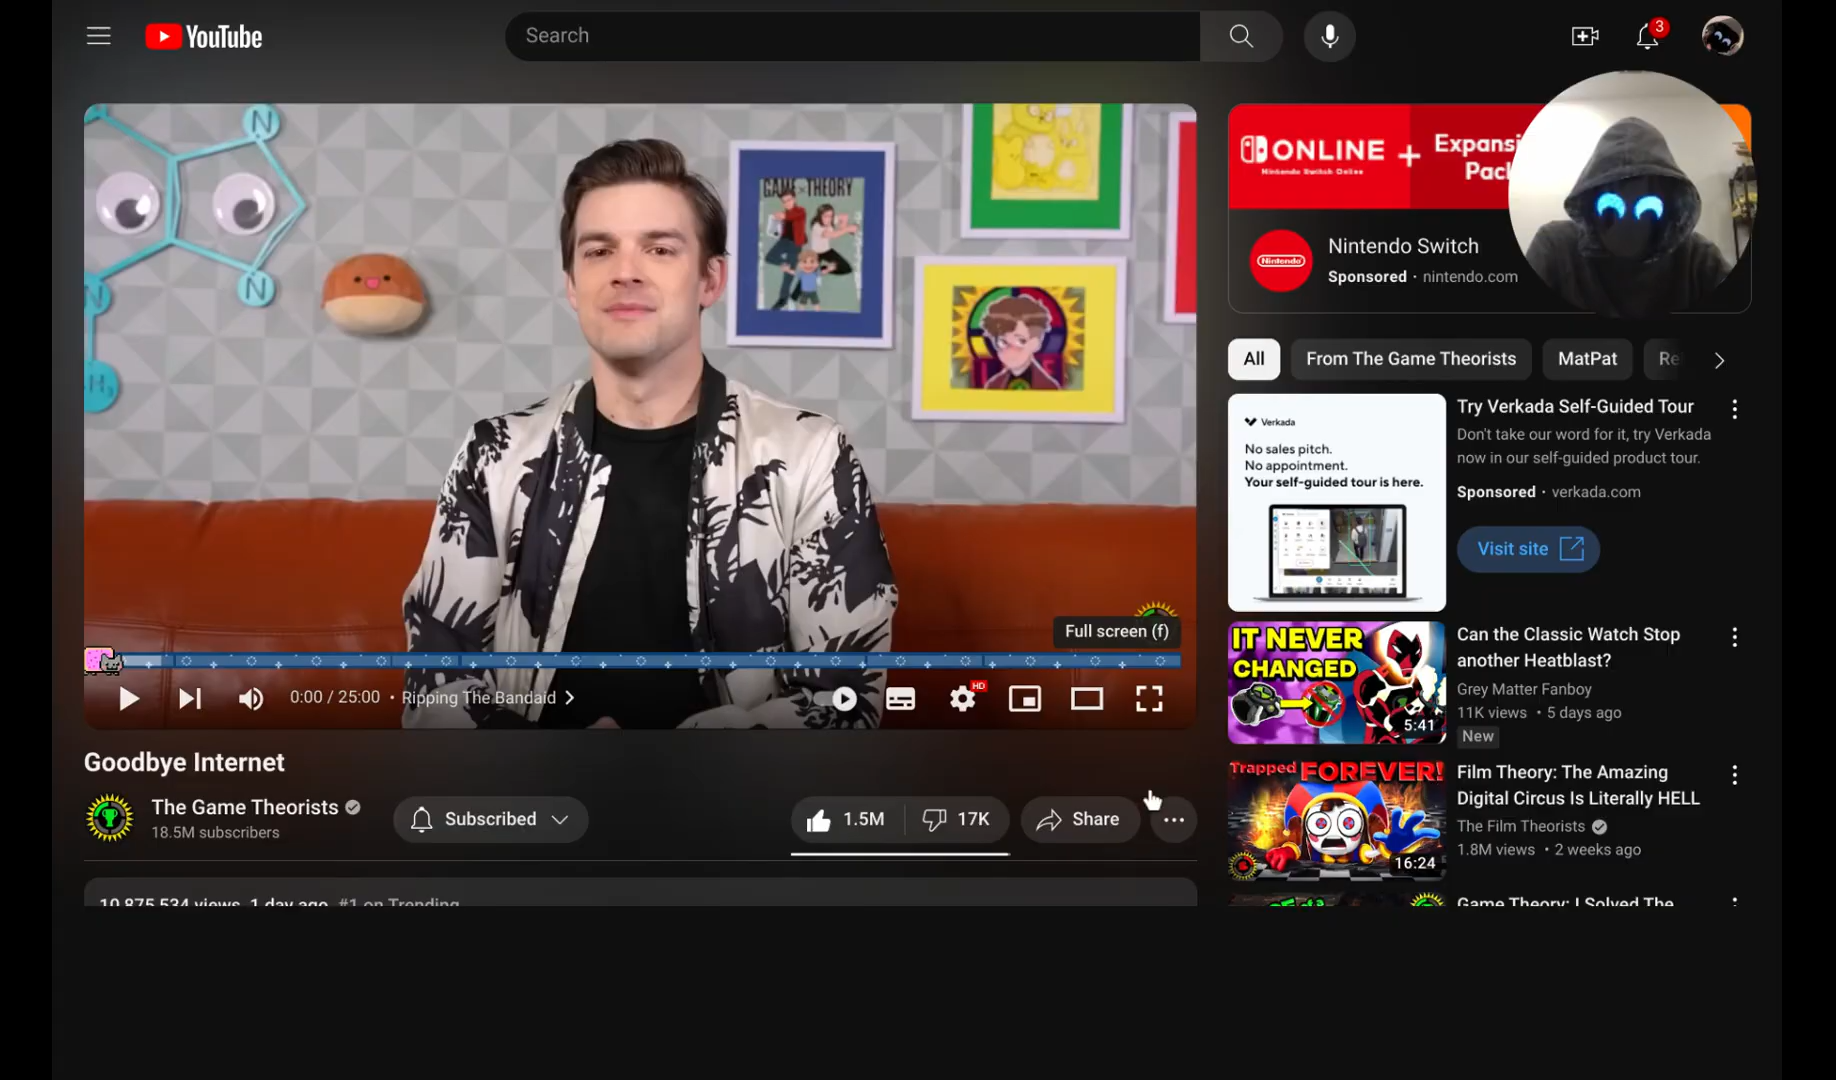 YouTube
Search
3
N
N
N
N
GAME THEORY
Full screen (f)
0:00 / 25:00 • Ripping The Bandaid
HD
Goodbye Internet
The Game Theorists
18.5M subscribers
Subscribed
1.5M
17K
Share
10,875,534 views 1 day ago #1 on Trending
ONLINE +
Nintendo Switch Online
Nintendo
Nintendo Switch
Sponsored · nintendo.com
All
From The Game Theorists
MatPat
Verkada
No sales pitch.
No appointment.
Your self-guided tour is here.
Try Verkada Self-Guided Tour
Don't take our word for it, try Verkada
now in our self-guided product tour.
Sponsored · verkada.com
Visit site
IT NEVER
CHANGED
5:41
Can the Classic Watch Stop
another Heatblast?
Grey Matter Fanboy
11K views • 5 days ago
New
Trapped FOREVER!
16:24
Film Theory: The Amazing
Digital Circus Is Literally HELL
The Film Theorists
1.8M views • 2 weeks ago
Game Theory: I Solved The